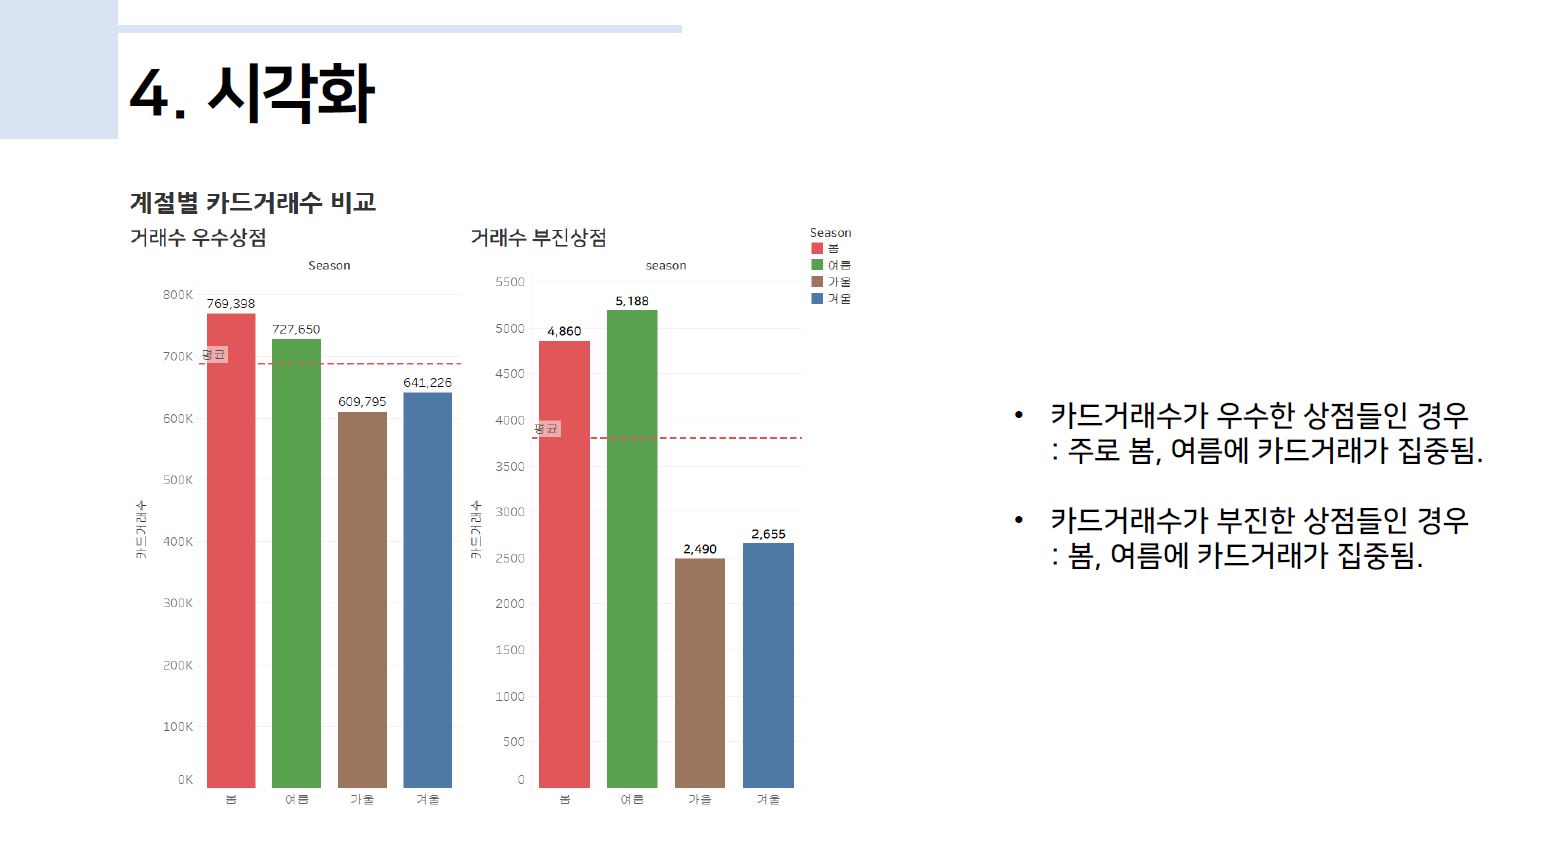 4. 시각화
계절별 카드거래수 비교
거래수 우수상점
Season
800K
700K
600K
500K
400K
300K
200K
100K
0K
카드거래수
평균
769,398
727,650
609,795
641,226
봄
여름
가을
겨울
거래수 부진상점
season
5500
5000
4500
4000
3500
3000
2500
2000
1500
1000
500
0
카드거래수
평균
4,860
5,188
2,490
2,655
봄
여름
가을
겨울
Season
봄
여름
가을
겨울
• 카드거래수가 우수한 상점들인 경우
: 주로 봄, 여름에 카드거래가 집중됨.
• 카드거래수가 부진한 상점들인 경우
: 봄, 여름에 카드거래가 집중됨.